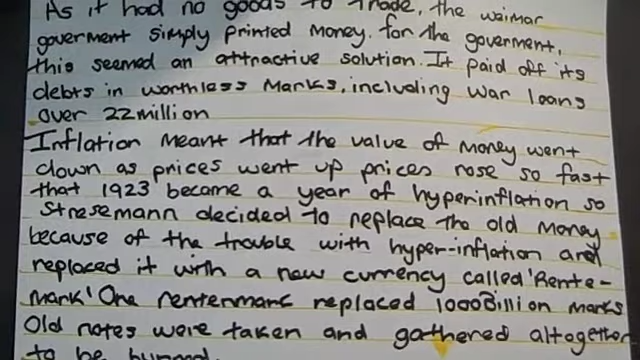 As it had no goods to trade, the weimar
goverment simply printed money. for the goverment,
this seemed an attractive solution. It paid off its
debts in worthless Marks, including war loans
over 22million
Inflation meant that the value of money went
down as prices went up prices rose so fast
that 1923 became a year of hyperinflation so
Stresemann decided to replace the old money
because of the trouble with hyper-inflation and
replaced it with a new currency called 'Rente-
mark' One rentenmark replaced 1000Billion marks
Old notes were taken and gathered altogether
to be burned.